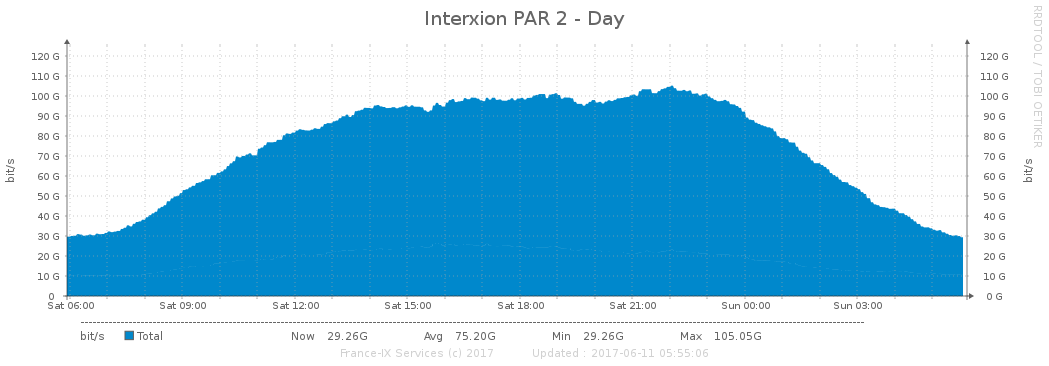 Interxion PAR 2 - Day
RRDTOOL / TOBI OETIKER
bit/s
120 G 120 G
110 G 110 G
100 G 100 G
90 G 90 G
80 G 80 G
70 G 70 G
60 G 60 G
50 G 50 G
40 G 40 G
30 G 30 G
20 G 20 G
10 G 10 G
0 0 G
bit/s
Sat 06:00 Sat 09:00 Sat 12:00 Sat 15:00 Sat 18:00 Sat 21:00 Sun 00:00 Sun 03:00
bit/s Total Now 29.26G Avg 75.20G Min 29.26G Max 105.05G
France-IX Services (c) 2017 Updated : 2017-06-11 05:55:06